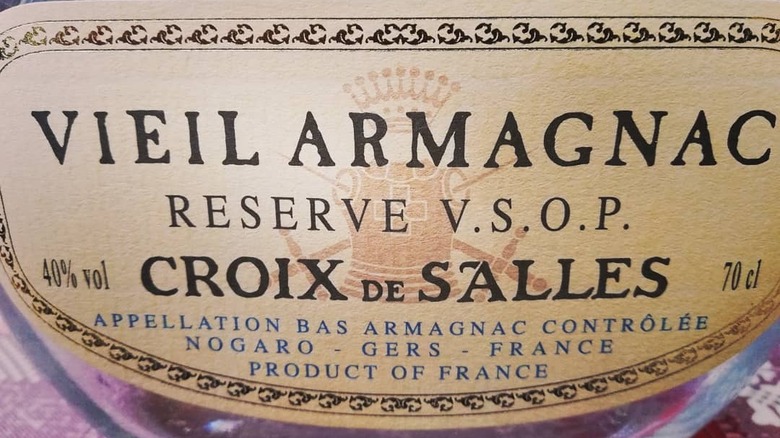 VIEIL ARMAGNAC
RESERVE V.S.O.P.
40% vol CROIX DE SALLES 70 cl
APPELLATION BAS ARMAGNAC CONTRÔLÉE
NOGARO - GERS - FRANCE
PRODUCT OF FRANCE